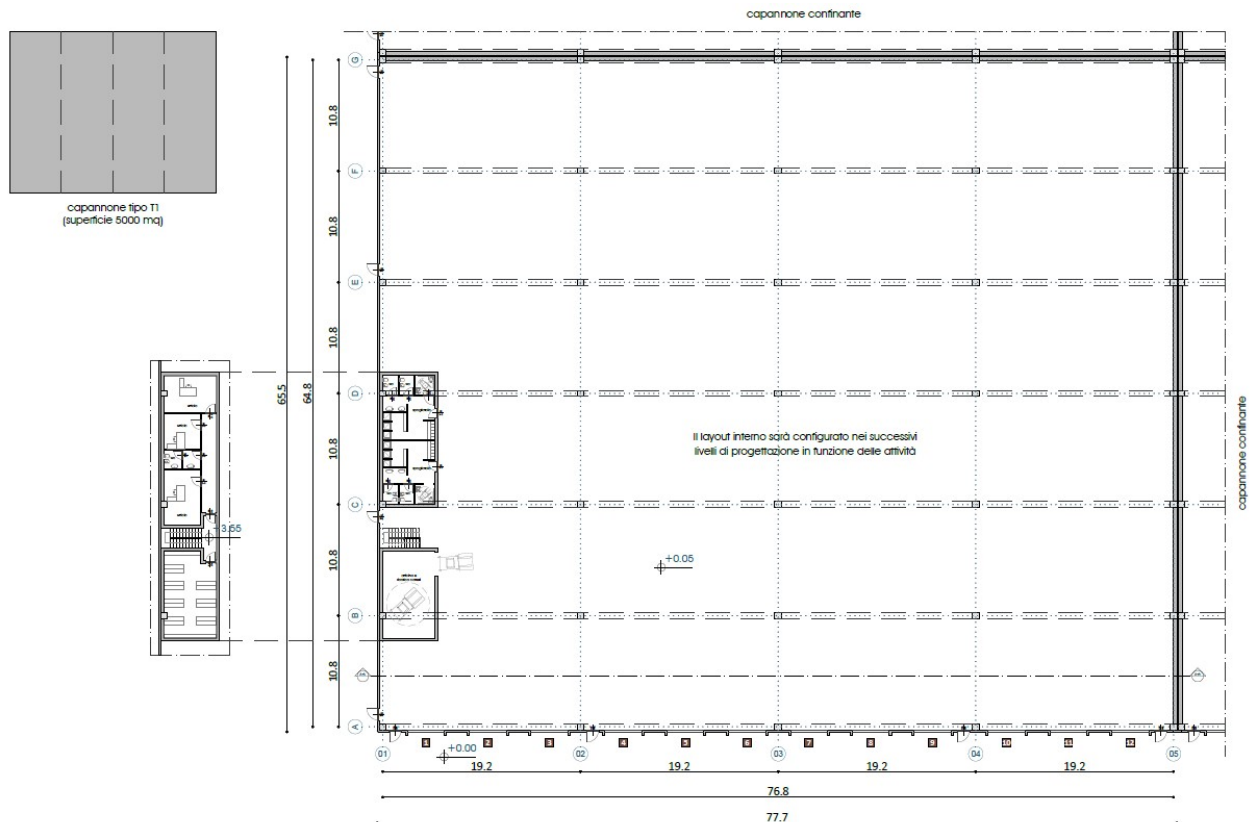 capannone confinante
capannone tipo T1
(superficie 5000 mq)
G
10.8
F
10.8
E
10.8
65.5
64.8
D
10.8
Il layout interno sarà configurato nei successivi
livelli di progettazione in funzione delle attività
capannone confinante
C
+3.55
10.8
+0.05
B
10.8
A
1
2
3
4
5
6
7
8
9
10
11
12
+0.00
01
02
03
04
05
19.2
19.2
19.2
19.2
76.8
77.7